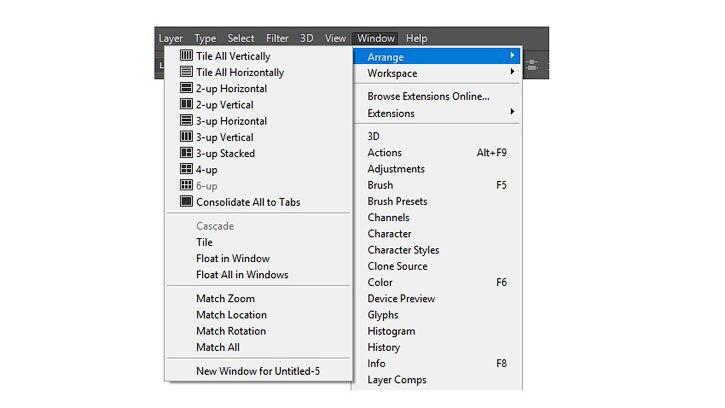 Layer Type Select Filter 3D View Window Help
Tile All Vertically
Tile All Horizontally
2-up Horizontal
2-up Vertical
3-up Horizontal
3-up Vertical
3-up Stacked
4-up
6-up
Consolidate All to Tabs
Cascade
Tile
Float in Window
Float All in Windows
Match Zoom
Match Location
Match Rotation
Match All
New Window for Untitled-5
Arrange
Workspace
Browse Extensions Online...
Extensions
3D
Actions Alt+F9
Adjustments
Brush F5
Brush Presets
Channels
Character
Character Styles
Clone Source
Color F6
Device Preview
Glyphs
Histogram
History
Info F8
Layer Comps